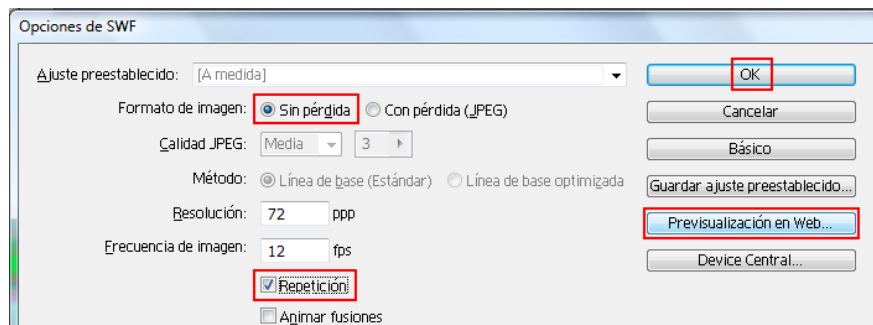 Opciones de SWF
Ajuste preestablecido: [A medida] OK
Formato de imagen: Sin pérdida Con pérdida (JPEG) Cancelar
Calidad JPEG: Media 3 Básico
Método: Línea de base (Estándar) Línea de base optimizada Guardar ajuste preestablecido...
Resolución: 72 ppp Previsualización en Web...
Frecuencia de imagen: 12 fps Device Central...
Repetición
Animar fusiones